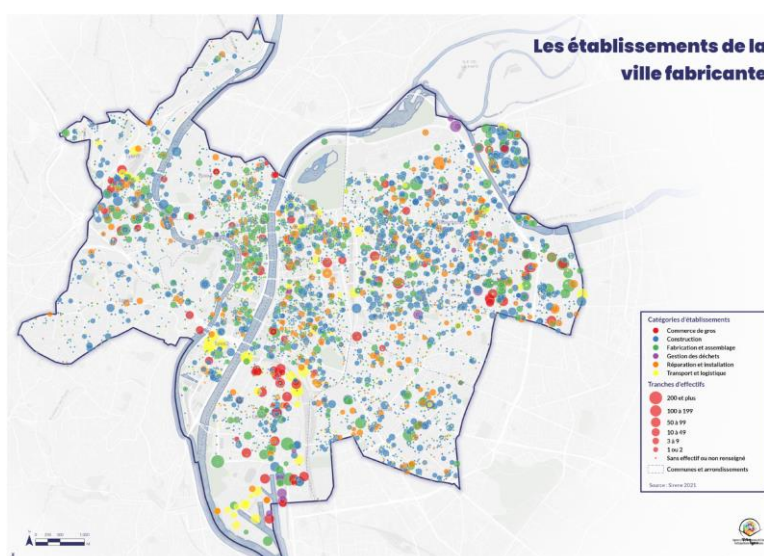 Les établissements de la
ville fabricante
Catégories d'établissements
Commerce de gros
Construction
Fabrication et assemblage
Gestion des déchets
Réparation et installation
Transport et logistique
Tranches d'effectifs
200 et plus
100 à 199
50 à 99
10 à 49
3 à 9
1 ou 2
Sans effectif ou non renseigné
Communes et arrondissements
Source : Sirene 2021